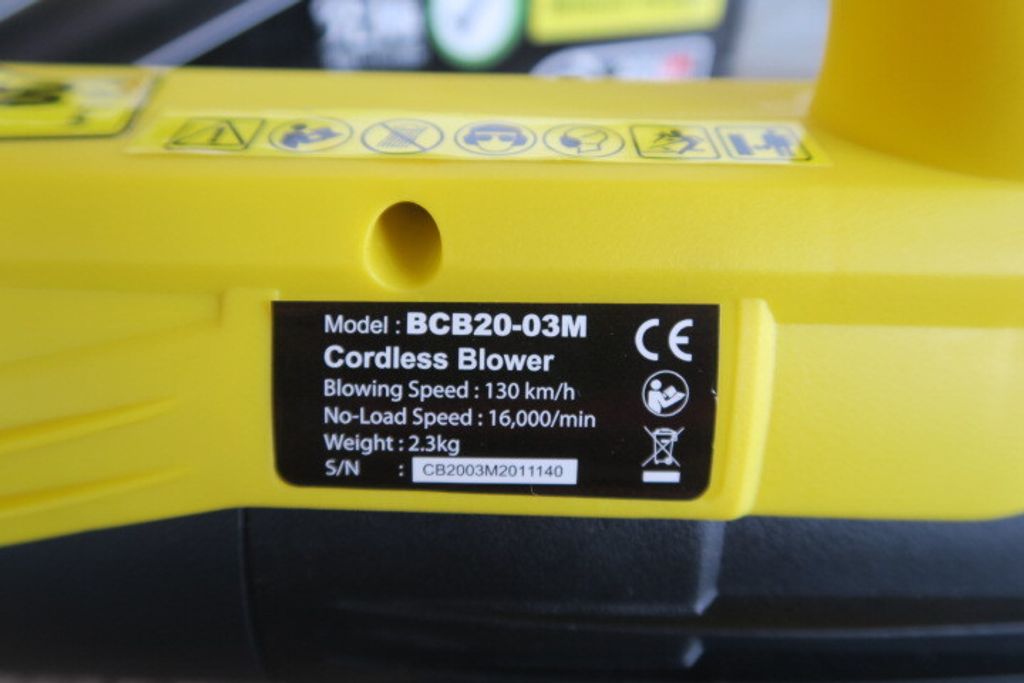 Model : BCB20-03M
Cordless Blower
Blowing Speed : 130 km/h
No-Load Speed : 16,000/min
Weight : 2.3kg
S/N : CB2003M2011140
CE